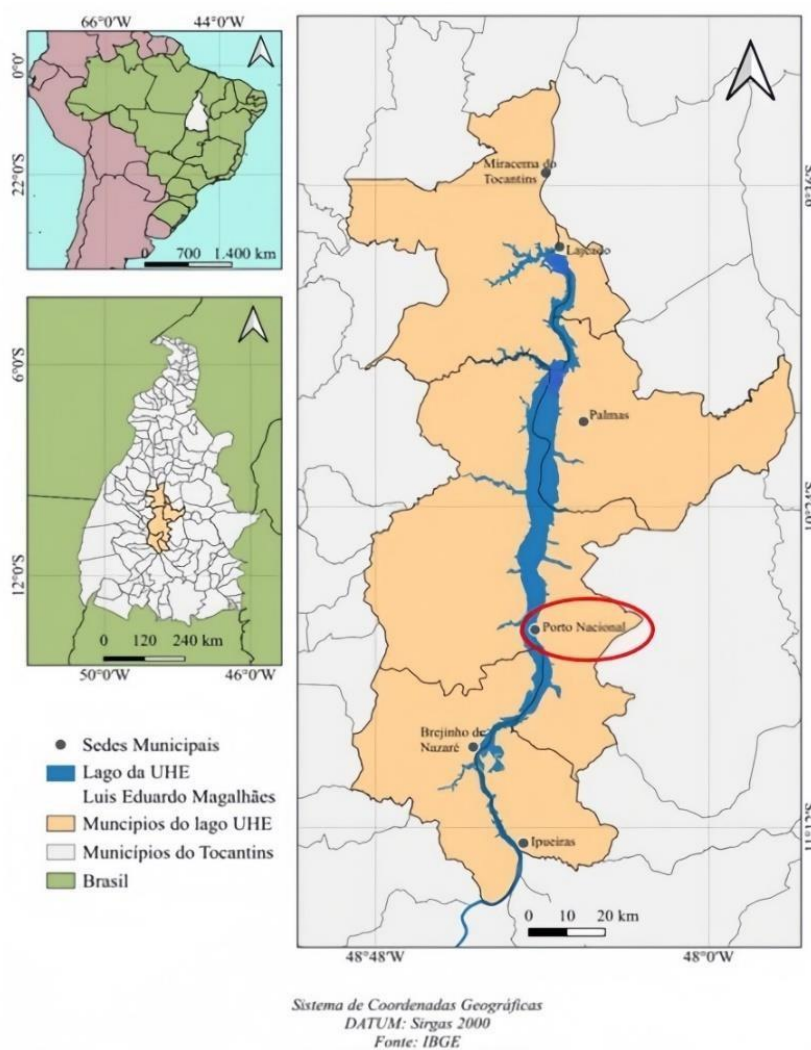 66°0'W 44°0'W
0°0'
22°S
0 700 1.400 km
6°0'S
12°0'S
0 120 240 km
50°0'W 46°0'W
Sedes Municipais
Lago da UHE
Luis Eduardo Magalhães
Muncípios do lago UHE
Municípios do Tocantins
Brasil
Miracema do
Tocantins
Lajeado
Palmas
Porto Nacional
Brejinho de
Nazaré
Ipueiras
0 10 20 km
48°48'W 48°0'W
Sistema de Coordenadas Geográficas
DATUM: Sirgas 2000
Fonte: IBGE